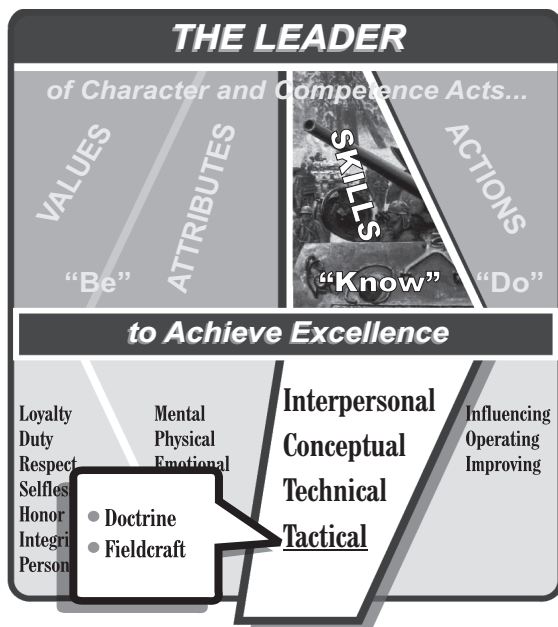 THE LEADER
of Character and Competence Acts...
VALUES
ATTRIBUTES
SKILLS
ACTIONS
“Be”
“Know”
“Do”
to Achieve Excellence
Loyalty
Duty
Respect
Honor
Mental
Physical
Emotional
Interpersonal
Conceptual
Technical
Tactical
Influencing
Operating
Improving
• Doctrine
• Fieldcraft